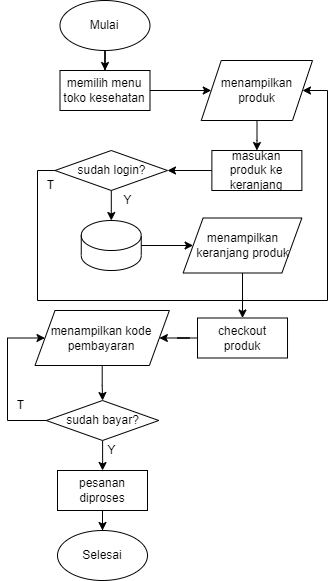 Mulai
memilih menu
toko kesehatan
menampilkan
produk
masukan
produk ke
keranjang
sudah login?
T
Y
menampilkan
keranjang produk
checkout
produk
menampilkan kode
pembayaran
sudah bayar?
T
Y
pesanan
diproses
Selesai